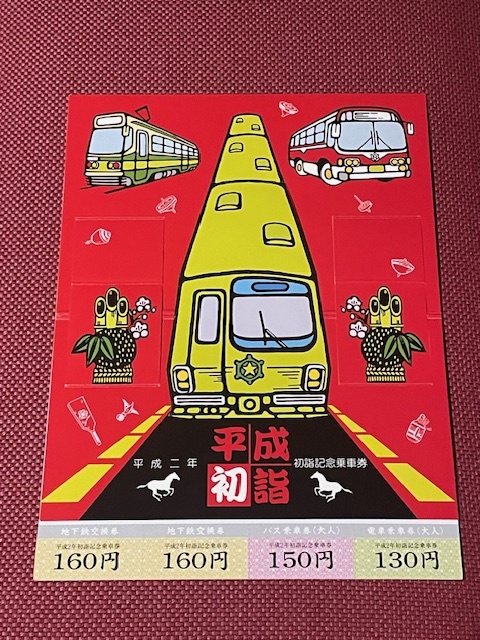 平成
初詣
平成二年
初詣記念乗車券
地下鉄交換券
地下鉄交換券
バス乗車券(大人)
電車乗車券(大人)
平成2年初詣記念乗車券
160円
平成2年初詣記念乗車券
160円
平成2年初詣記念乗車券
150円
平成2年初詣記念乗車券
130円